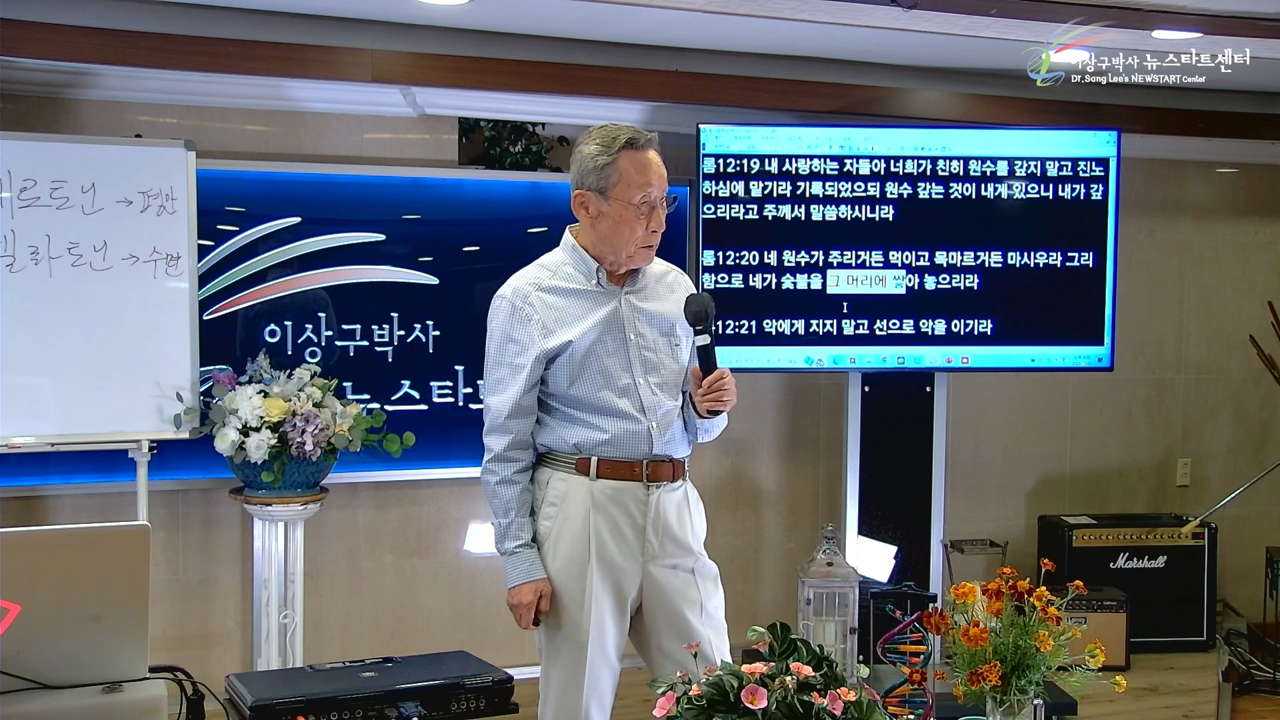 이상구박사 뉴스타트센터
Dr. Sang Lee's NEWSTART Center
세로토닌 → 평안
멜라토닌 → 수면
이상구박사
뉴스타트
롬12:19 내 사랑하는 자들아 너희가 친히 원수를 갚지 말고 진노
하심에 맡기라 기록되었으되 원수 갚는 것이 내게 있으니 내가 갚
으리라고 주께서 말씀하시니라
롬12:20 네 원수가 주리거든 먹이고 목마르거든 마시우라 그리
함으로 네가 숯불을 그 머리에 쌓아 놓으리라
12:21 악에게 지지 말고 선으로 악을 이기라
Marshall
Laney